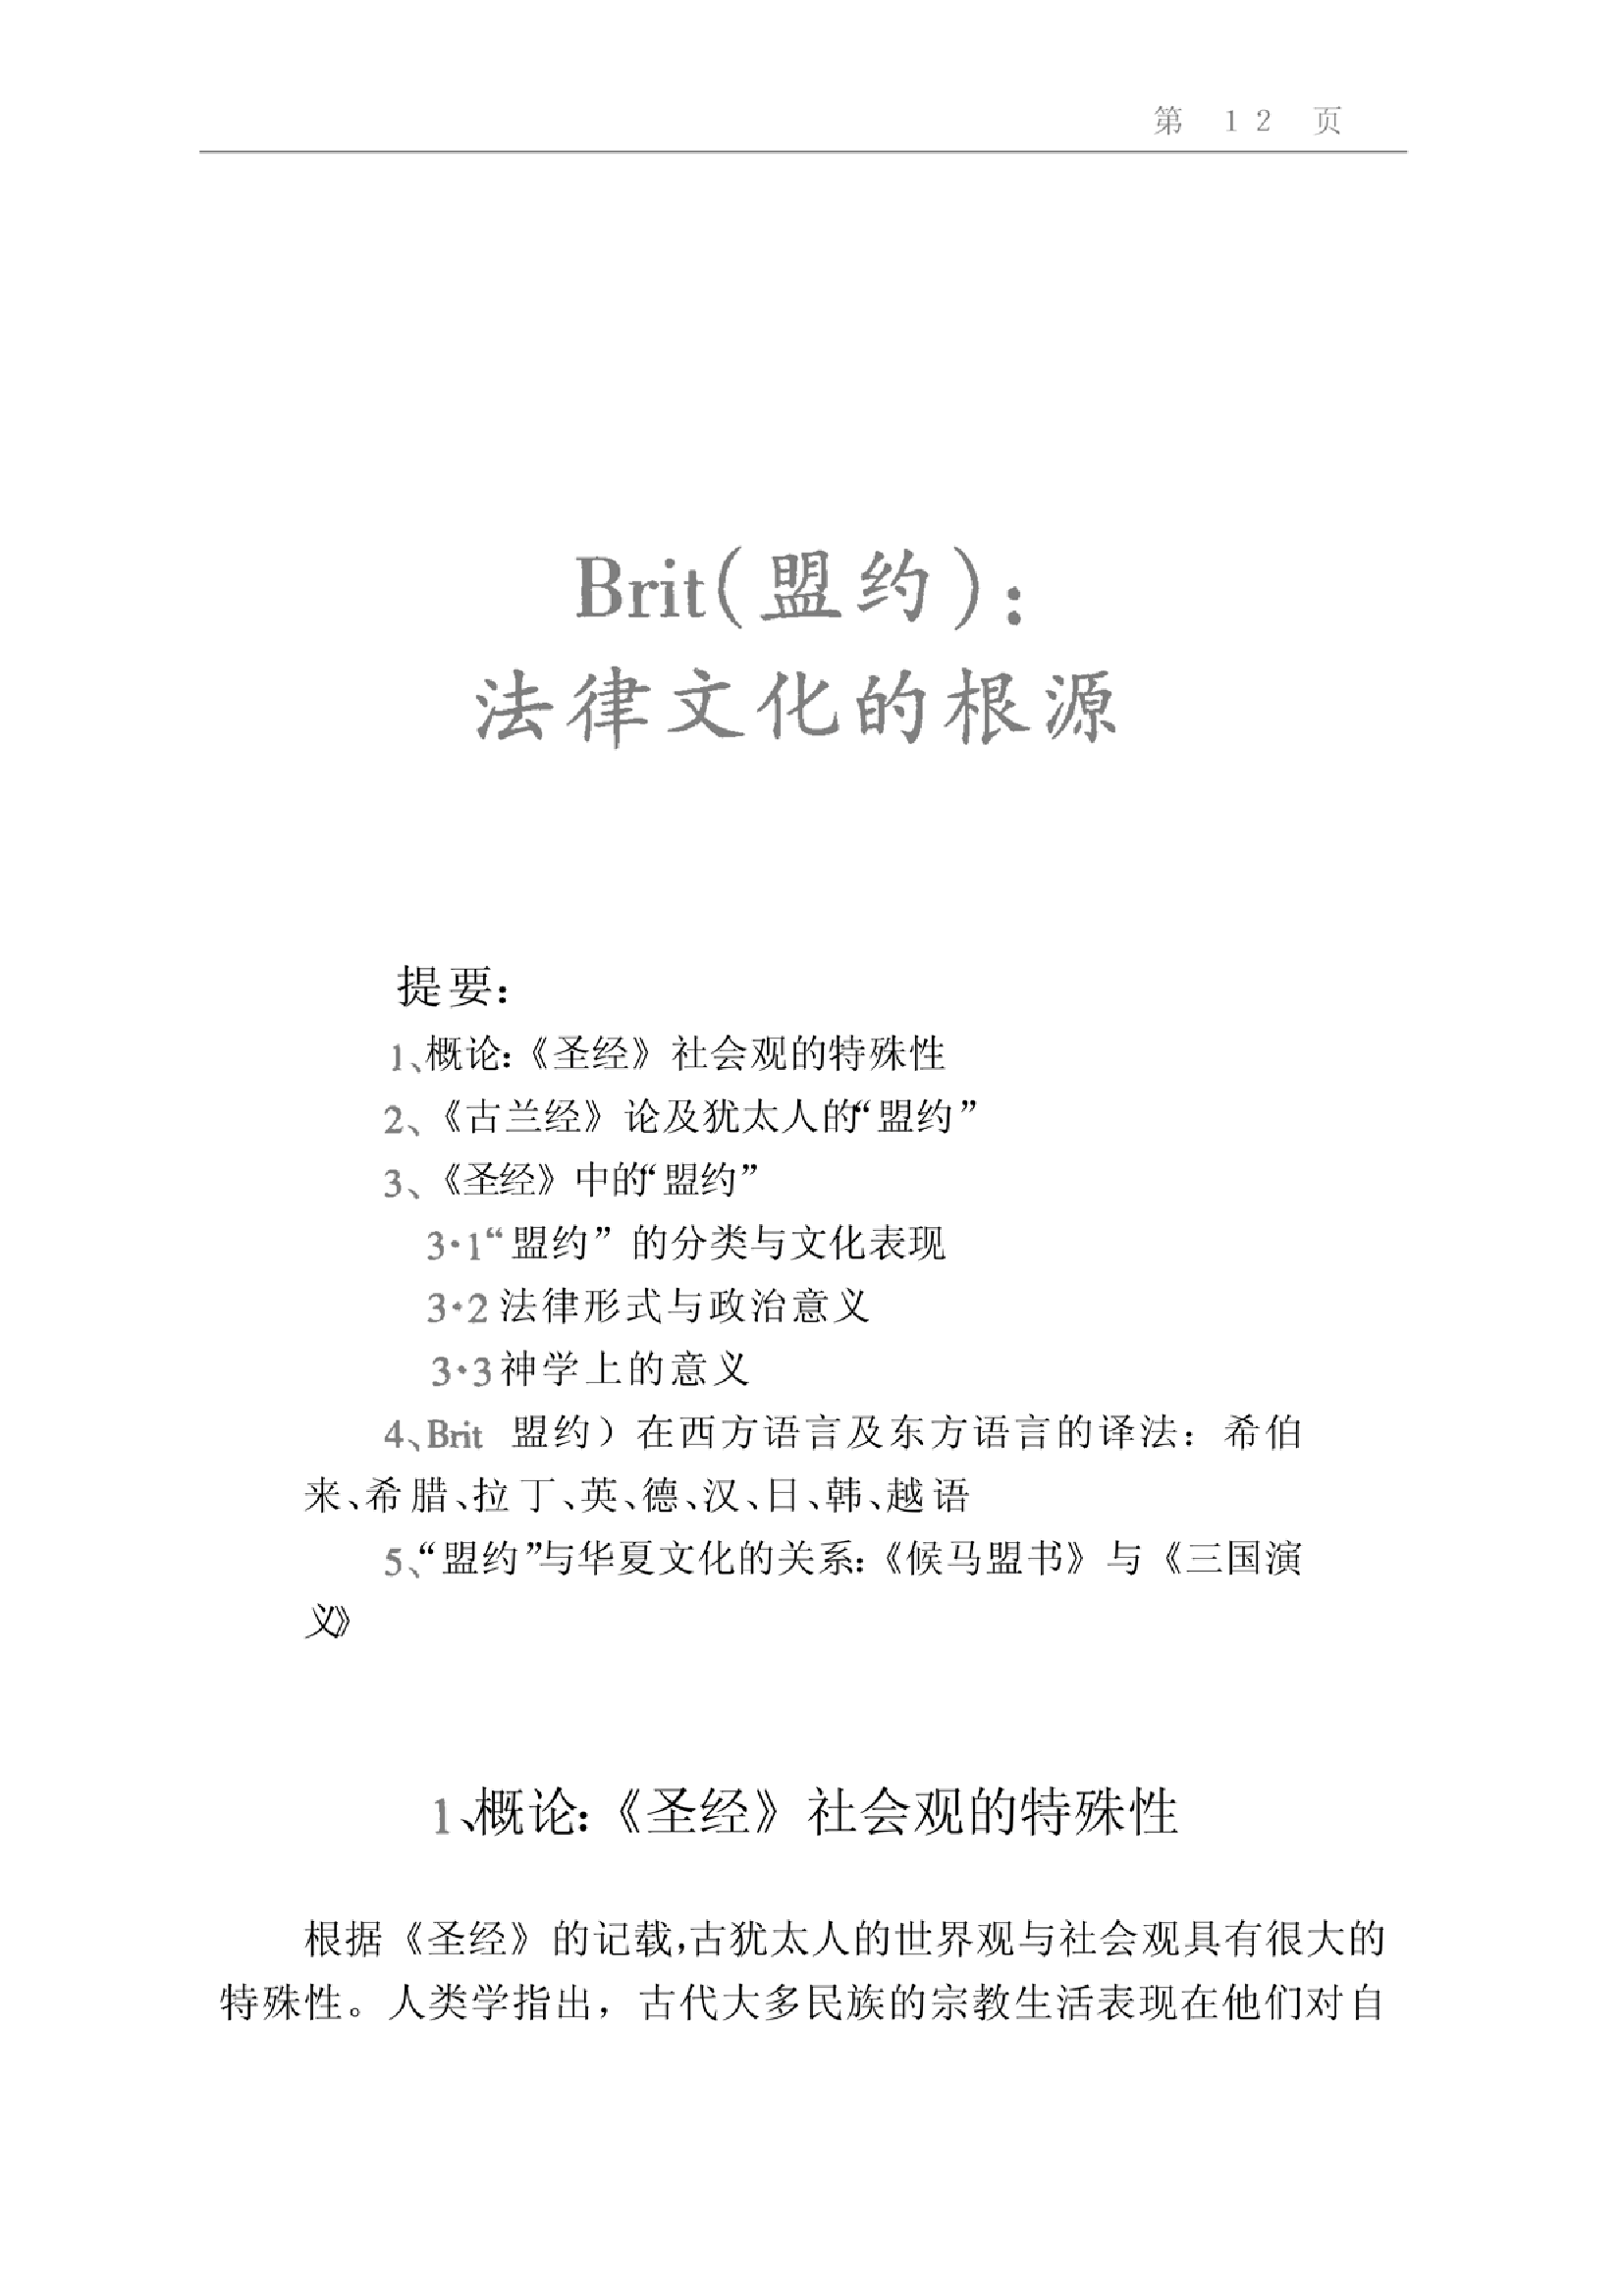 第 12 页
Brit(盟约):
法律文化的根源
提要:
1、概论:《圣经》社会观的特殊性
2、《古兰经》论及犹太人的“盟约”
3、《圣经》中的“盟约”
3·1“盟约”的分类与文化表现
3·2法律形式与政治意义
3·3神学上的意义
4、Brit 盟约）在西方语言及东方语言的译法：希伯
来、希腊、拉丁、英、德、汉、日、韩、越语
5、“盟约”与华夏文化的关系:《候马盟书》与《三国演
义》
1、概论:《圣经》社会观的特殊性
根据《圣经》的记载,古犹太人的世界观与社会观具有很大的
特殊性。人类学指出，古代大多民族的宗教生活表现在他们对自